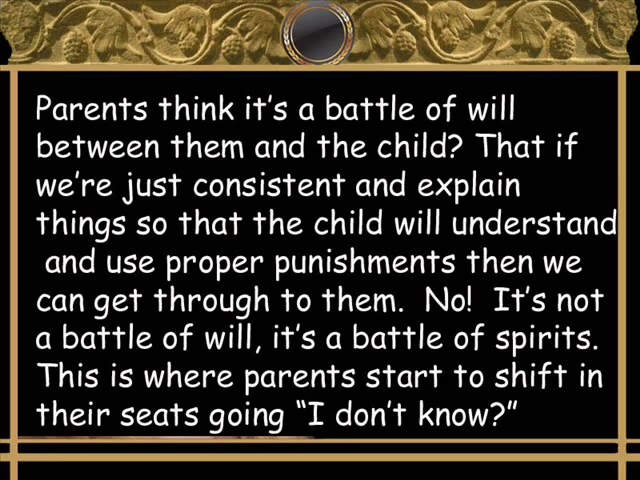 Parents think it's a battle of will
between them and the child? That if
we're just consistent and explain
things so that the child will understand
and use proper punishments then we
can get through to them.  No!  It's not
a battle of will, it's a battle of spirits.
This is where parents start to shift in
their seats going “I don't know?”